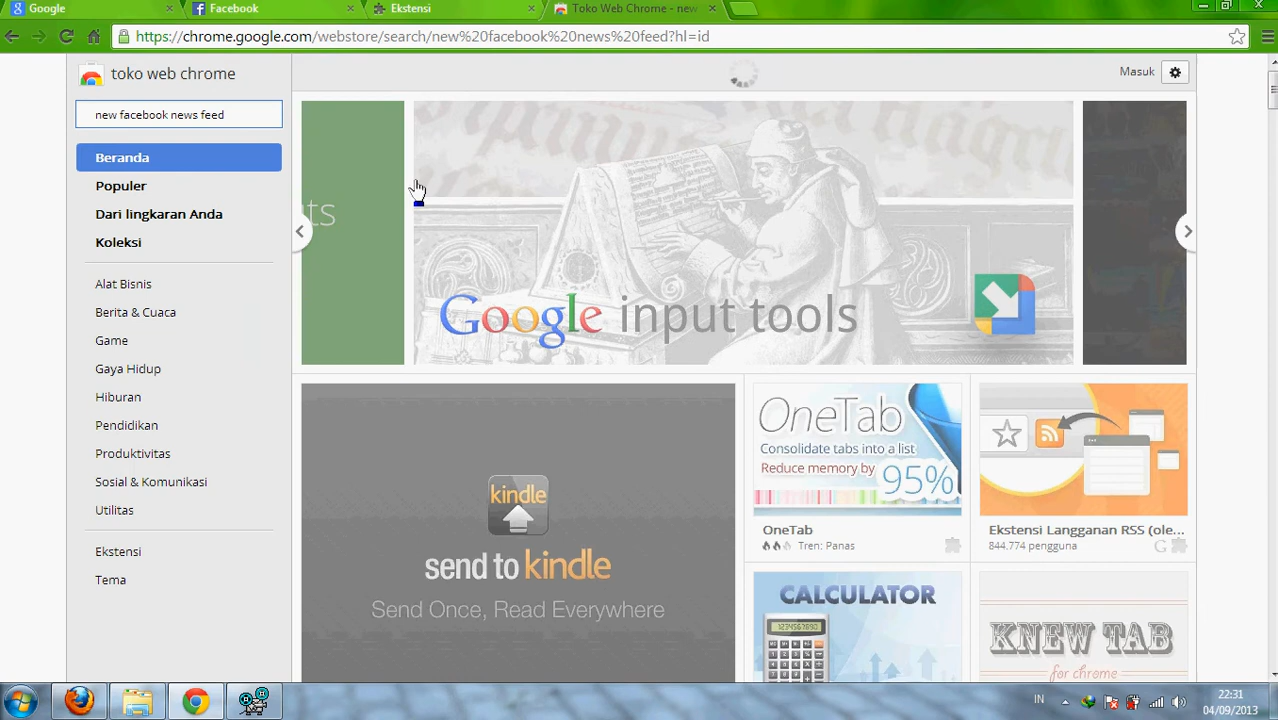 Google
Facebook
Ekstensi
Toko Web Chrome - new
https://chrome.google.com/webstore/search/new%20facebook%20news%20feed?hl=id
toko web chrome
Masuk
new facebook news feed
Beranda
Populer
Dari lingkaran Anda
Koleksi
Alat Bisnis
Berita & Cuaca
Game
Gaya Hidup
Hiburan
Pendidikan
Produktivitas
Sosial & Komunikasi
Utilitas
Ekstensi
Tema
ts
Google input tools
kindle
send to kindle
Send Once, Read Everywhere
OneTab
Consolidate tabs into a list
Reduce memory by 95%
OneTab
Tren: Panas
Ekstensi Langganan RSS (ole...
844.774 pengguna
CALCULATOR
1234567890
KNEW TAB
for chrome
IN
22:31
04/09/2013